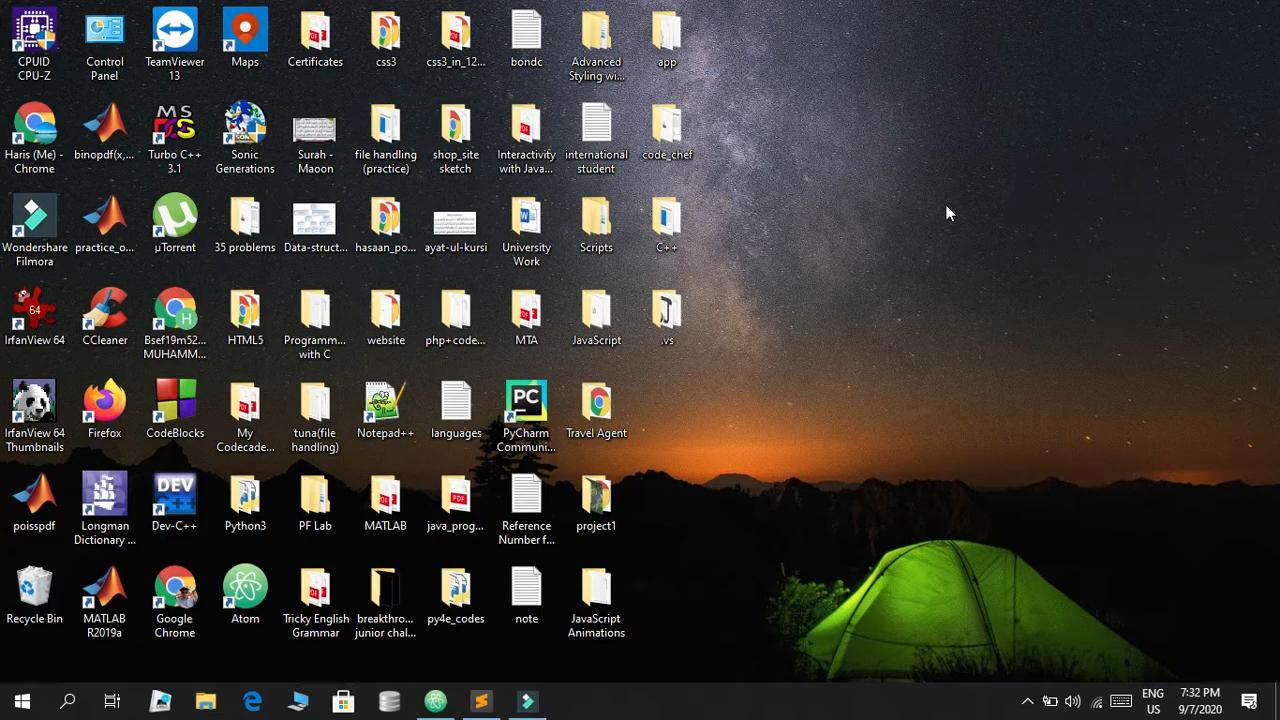 CPUID
CPU-Z
Control
Panel
TeamViewer
13
Maps
Certificates
css3
css3_in_12...
bondc
Advanced
Styling wi...
app
Haris (Me) -
Chrome
binopdf(x,...
MS
Turbo C++
3.1
Sonic
Generations
Surah -
Maoon
file handling
(practice)
shop_site
sketch
Interactivity
with Java...
international
student
code_chef
Wondershare
Filmora
practice_o...
µTorrent
35 problems
Data-struct...
hasaan_po...
ayat-ul-kursi
University
Work
Scripts
C++
64
IrfanView 64
CCleaner
H
Bsef19m52...
MUHAMM...
HTML5
Programm...
with C
website
php+code...
MTA
JavaScript
.vs
IrfanView 64
Thumbnails
Firefox
CodeBlocks
My
Codecade...
tuna(file
handling)
Notepad++
languages
PC
PyCharm
Communi...
Travel Agent
poisspdf
Longman
Dictionary ...
DEV
Dev-C++
Python3
PF Lab
MATLAB
java_prog...
Reference
Number f...
project1
Recycle Bin
MATLAB
R2019a
Google
Chrome
Atom
Tricky English
Grammar
breakthro...
junior chal...
py4e_codes
note
JavaScript
Animations
ENG
US
7:32 PM
9/7/2020